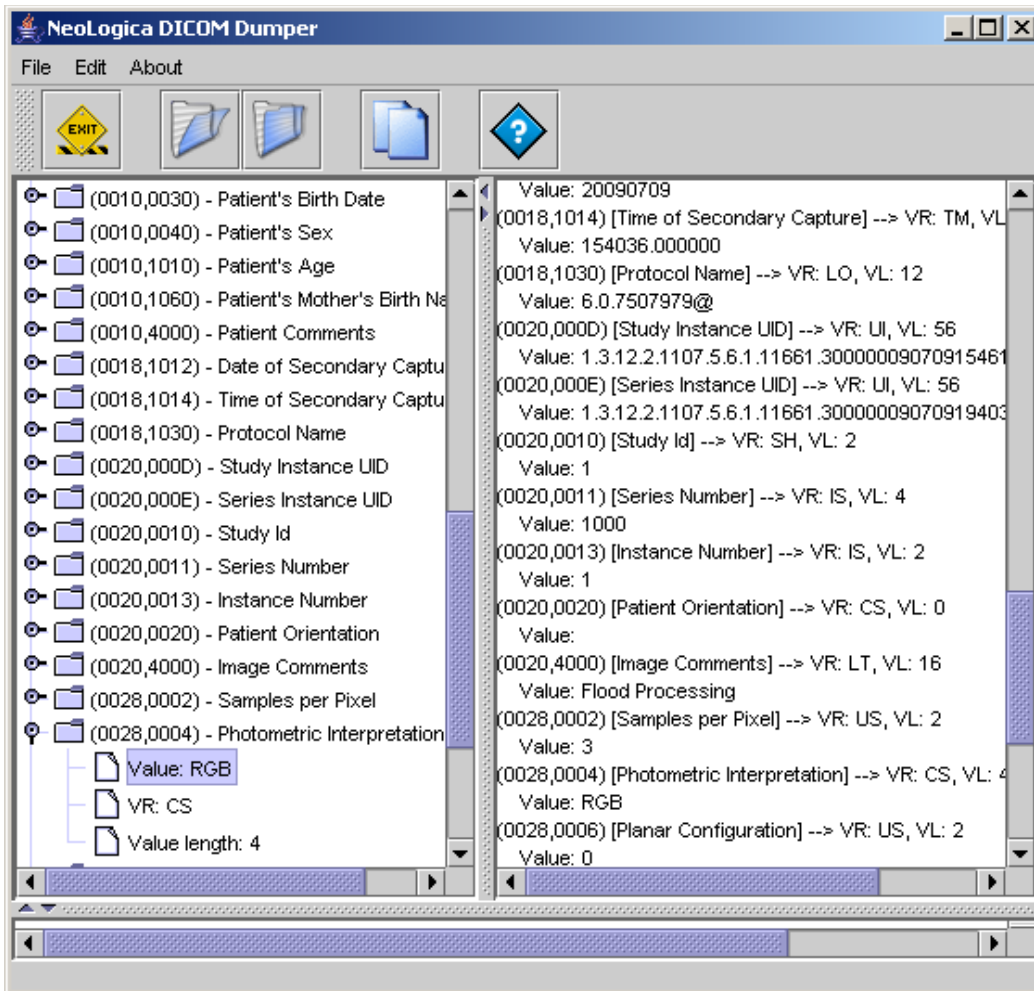 NeoLogica DICOM Dumper
File Edit About
EXIT
?
(0010,0030) - Patient's Birth Date
(0010,0040) - Patient's Sex
(0010,1010) - Patient's Age
(0010,1060) - Patient's Mother's Birth Na
(0010,4000) - Patient Comments
(0018,1012) - Date of Secondary Captu
(0018,1014) - Time of Secondary Captu
(0018,1030) - Protocol Name
(0020,000D) - Study Instance UID
(0020,000E) - Series Instance UID
(0020,0010) - Study Id
(0020,0011) - Series Number
(0020,0013) - Instance Number
(0020,0020) - Patient Orientation
(0020,4000) - Image Comments
(0028,0002) - Samples per Pixel
(0028,0004) - Photometric Interpretation
Value: RGB
VR: CS
Value length: 4
Value: 20090709
(0018,1014) [Time of Secondary Capture] --> VR: TM, VL
Value: 154036.000000
(0018,1030) [Protocol Name] --> VR: LO, VL: 12
Value: 6.0.7507979@
(0020,000D) [Study Instance UID] --> VR: UI, VL: 56
Value: 1.3.12.2.1107.5.6.1.11661.30000009070915461
(0020,000E) [Series Instance UID] --> VR: UI, VL: 56
Value: 1.3.12.2.1107.5.6.1.11661.30000009070919403
(0020,0010) [Study Id] --> VR: SH, VL: 2
Value: 1
(0020,0011) [Series Number] --> VR: IS, VL: 4
Value: 1000
(0020,0013) [Instance Number] --> VR: IS, VL: 2
Value: 1
(0020,0020) [Patient Orientation] --> VR: CS, VL: 0
Value:
(0020,4000) [Image Comments] --> VR: LT, VL: 16
Value: Flood Processing
(0028,0002) [Samples per Pixel] --> VR: US, VL: 2
Value: 3
(0028,0004) [Photometric Interpretation] --> VR: CS, VL: 4
Value: RGB
(0028,0006) [Planar Configuration] --> VR: US, VL: 2
Value: 0